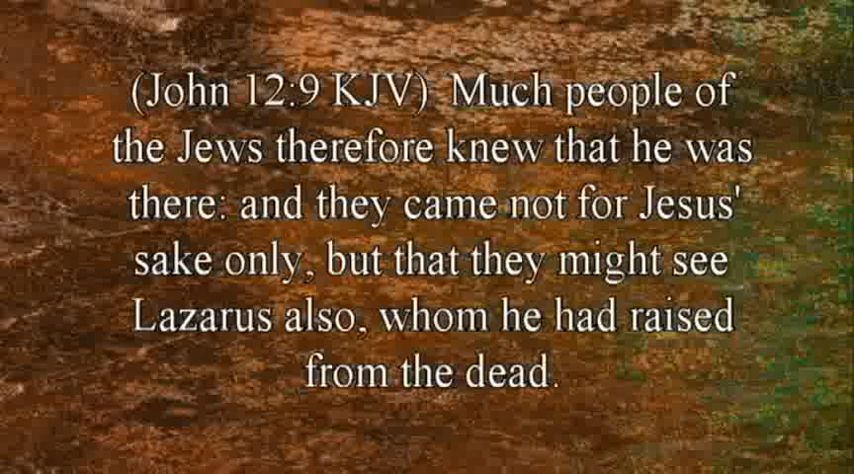 (John 12:9 KJV)  Much people of
the Jews therefore knew that he was
there: and they came not for Jesus'
sake only, but that they might see
Lazarus also, whom he had raised
from the dead.